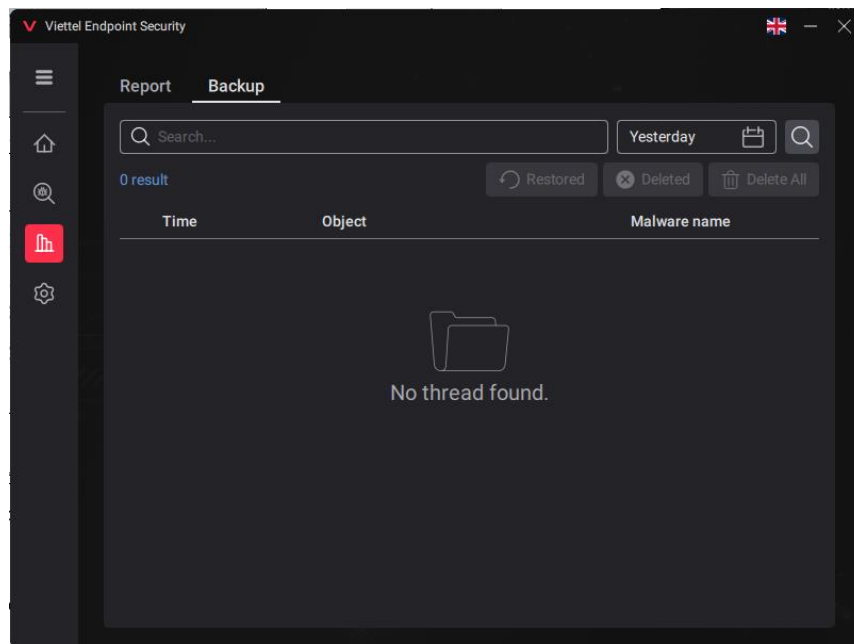 Viettel Endpoint Security
Report Backup
Search... Yesterday
0 result Restored Deleted Delete All
Time Object Malware name
No thread found.